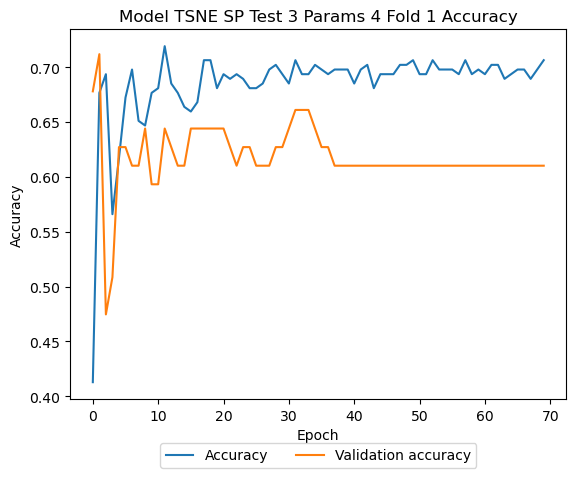 Model TSNE SP Test 3 Params 4 Fold 1 Accuracy
0.70
0.65
0.60
0.55
0.50
0.45
0.40
Accuracy
0 10 20 30 40 50 60 70
Epoch
Accuracy Validation accuracy